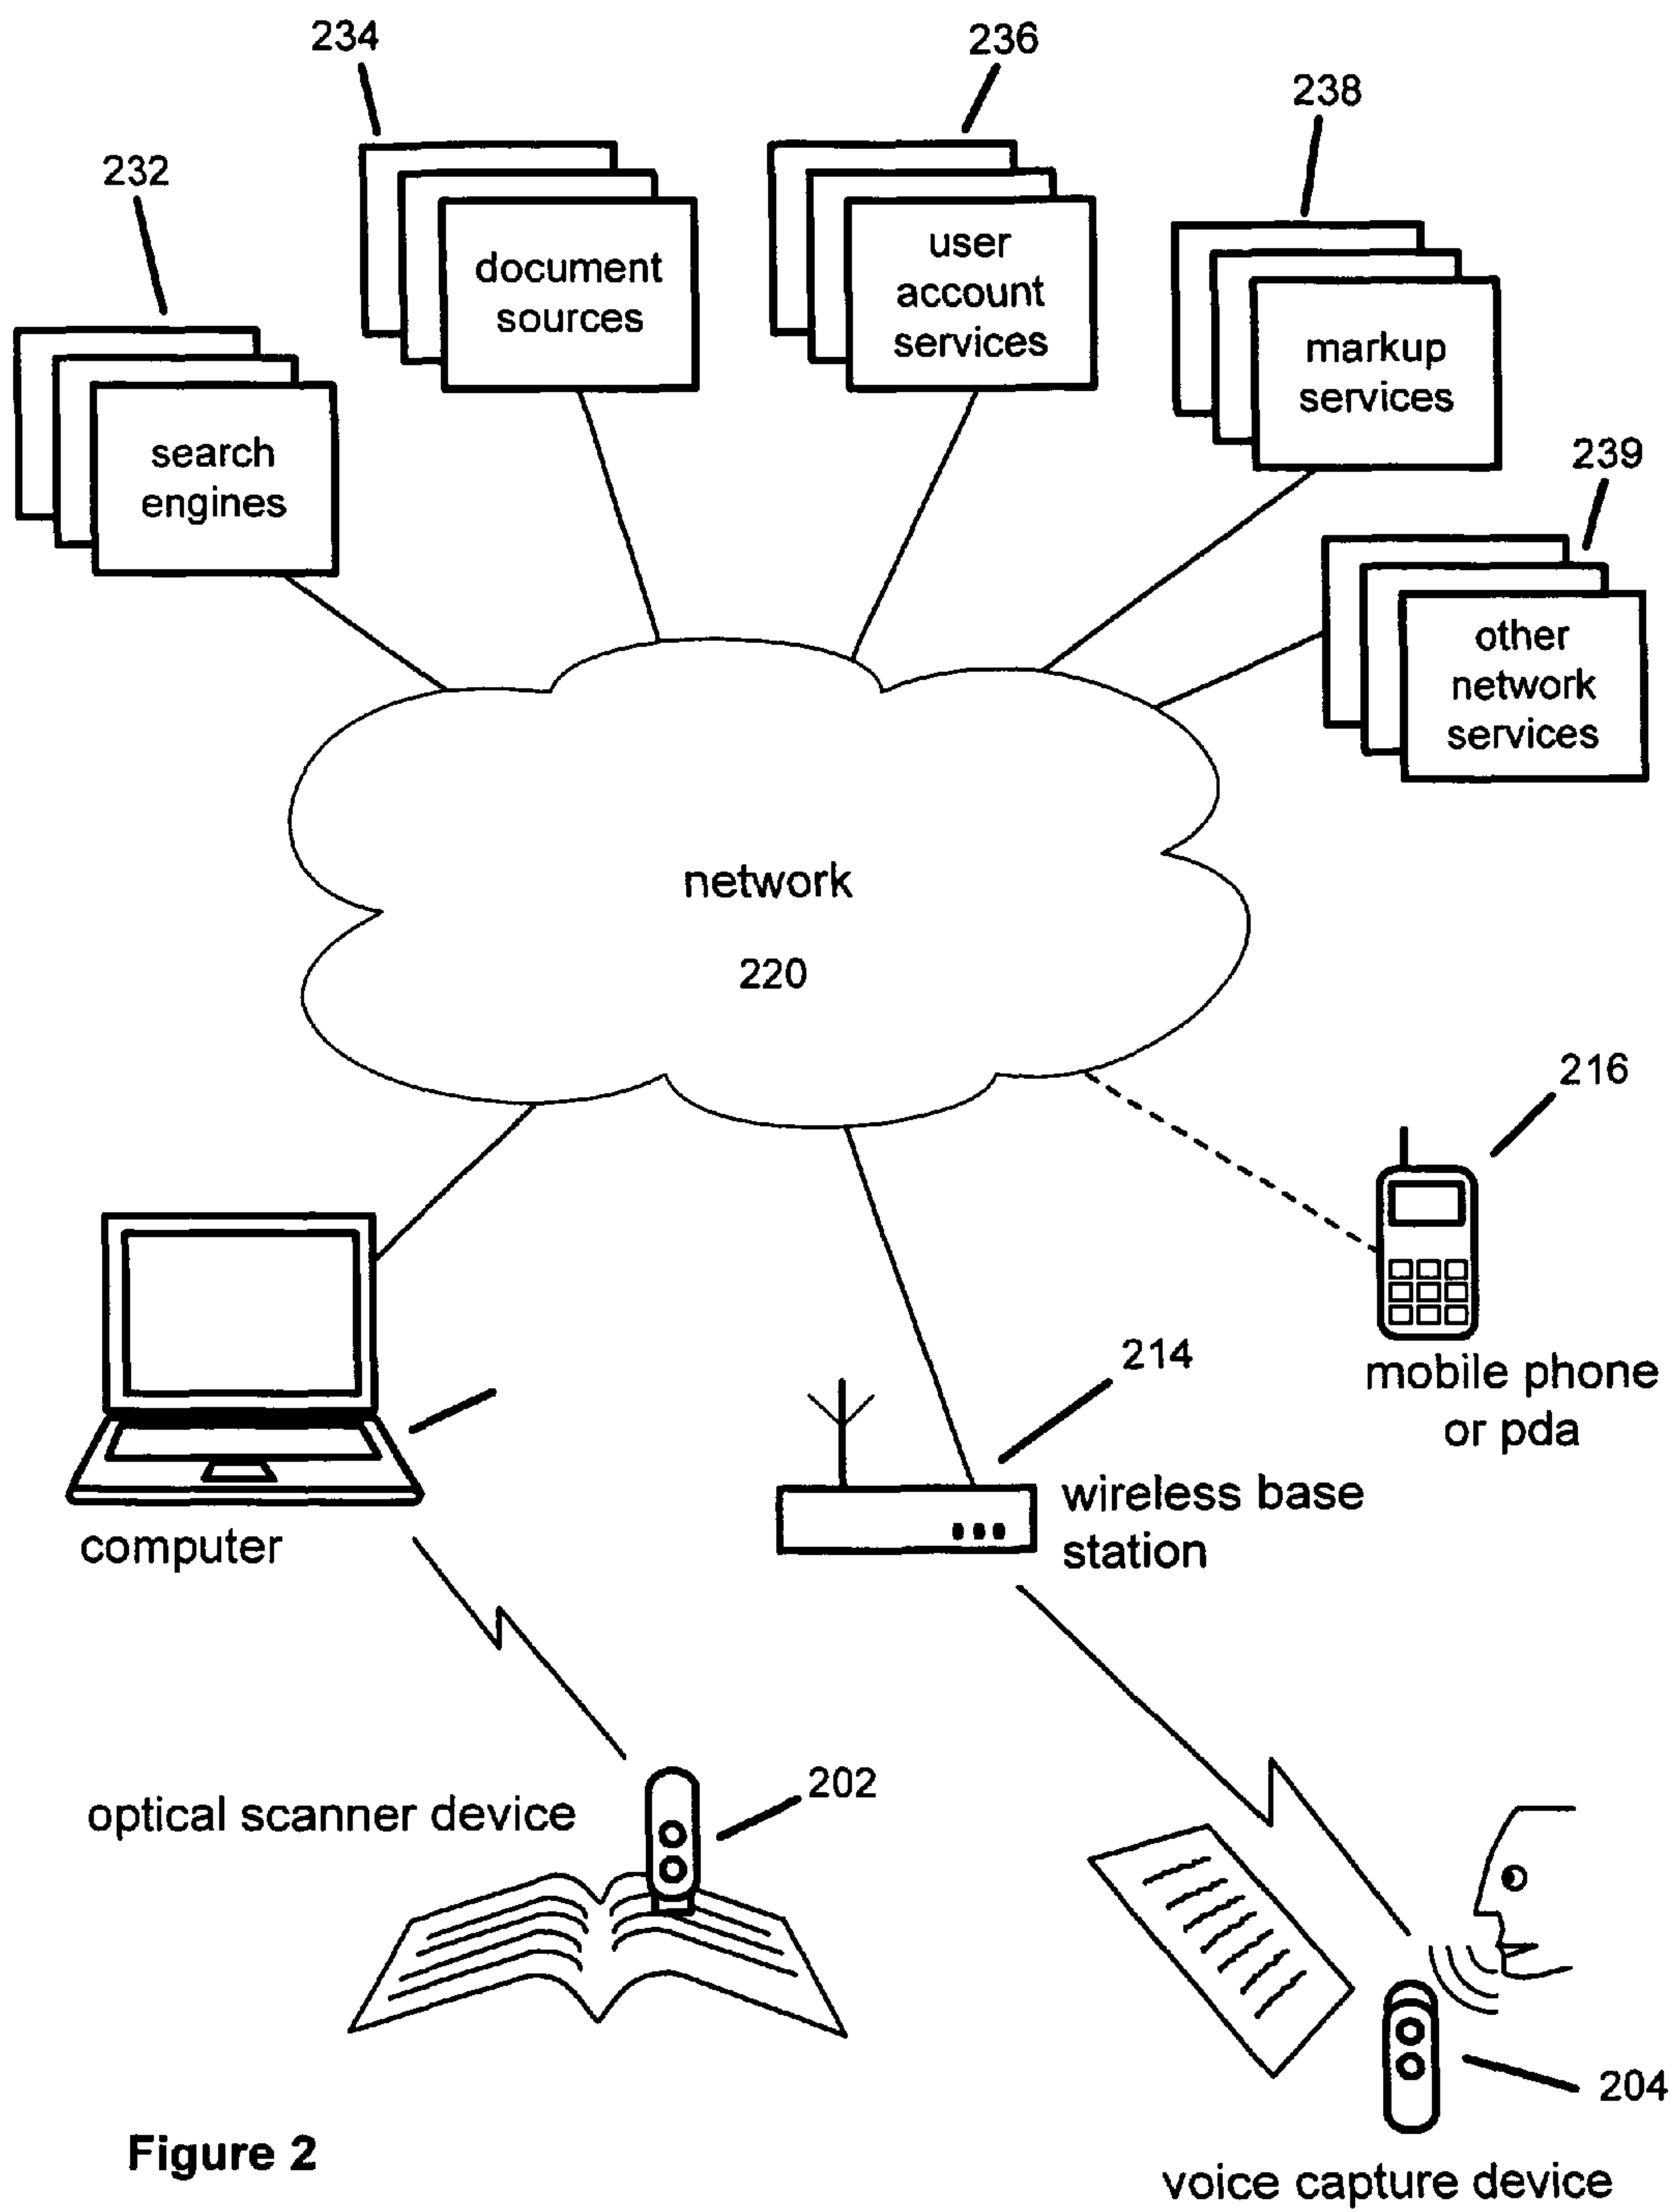 234
236
238
232
document
sources
user
account
services
markup
services
239
search
engines
other
network
services
network
220
216
mobile phone
or pda
214
wireless base
station
computer
202
optical scanner device
204
Figure 2
voice capture device